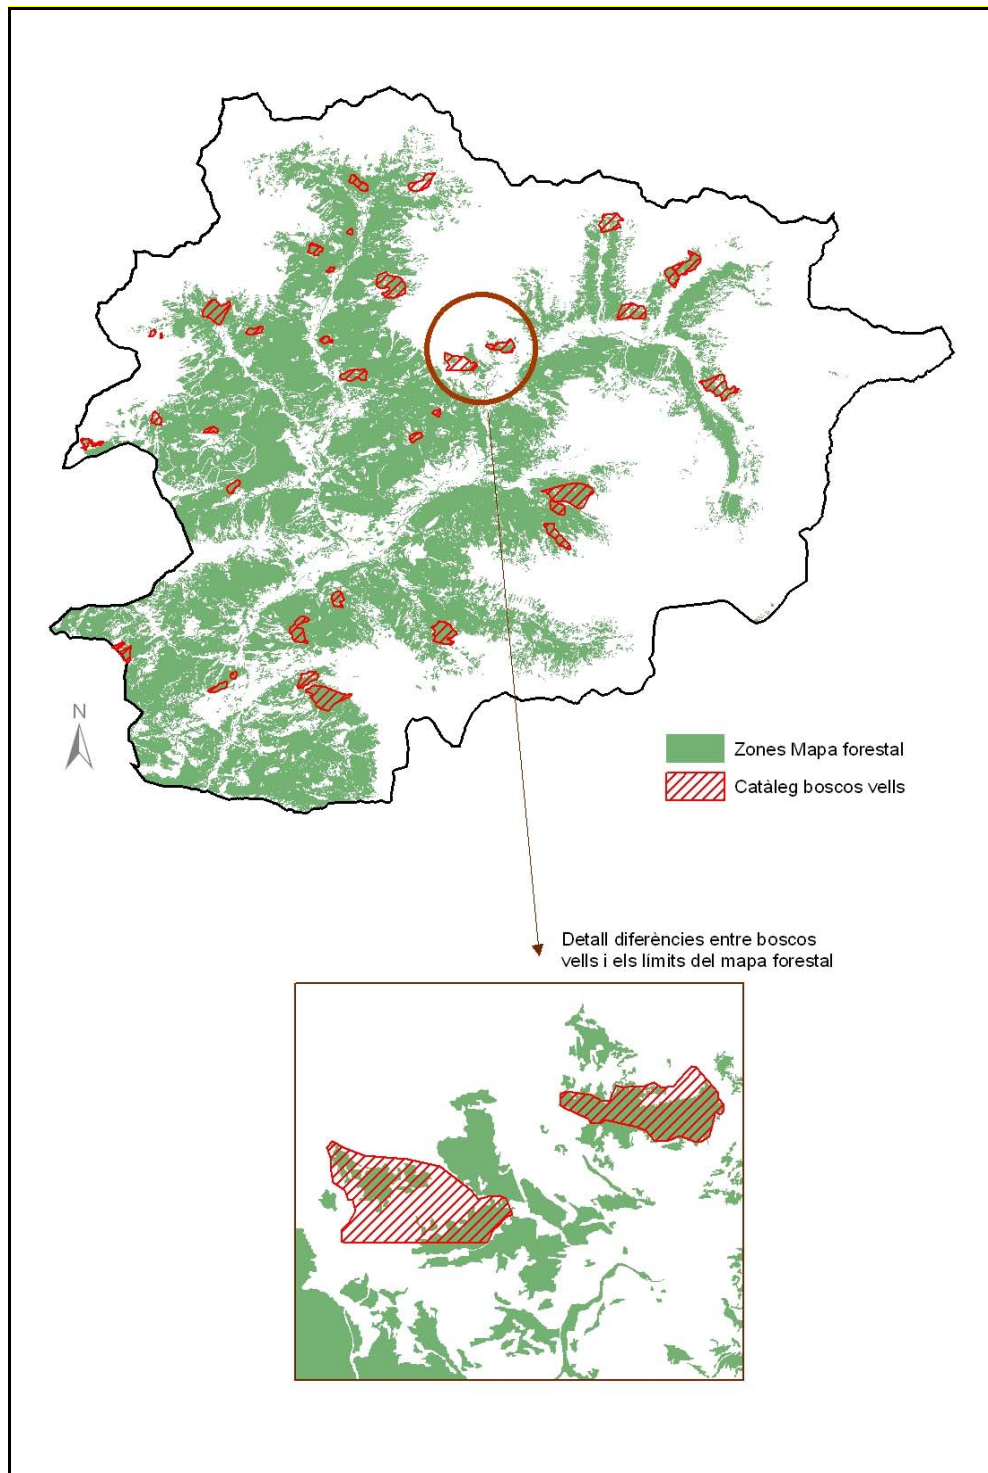 N
Zones Mapa forestal
Catàleg boscos vells
Detall diferències entre boscos
vells i els límits del mapa forestal